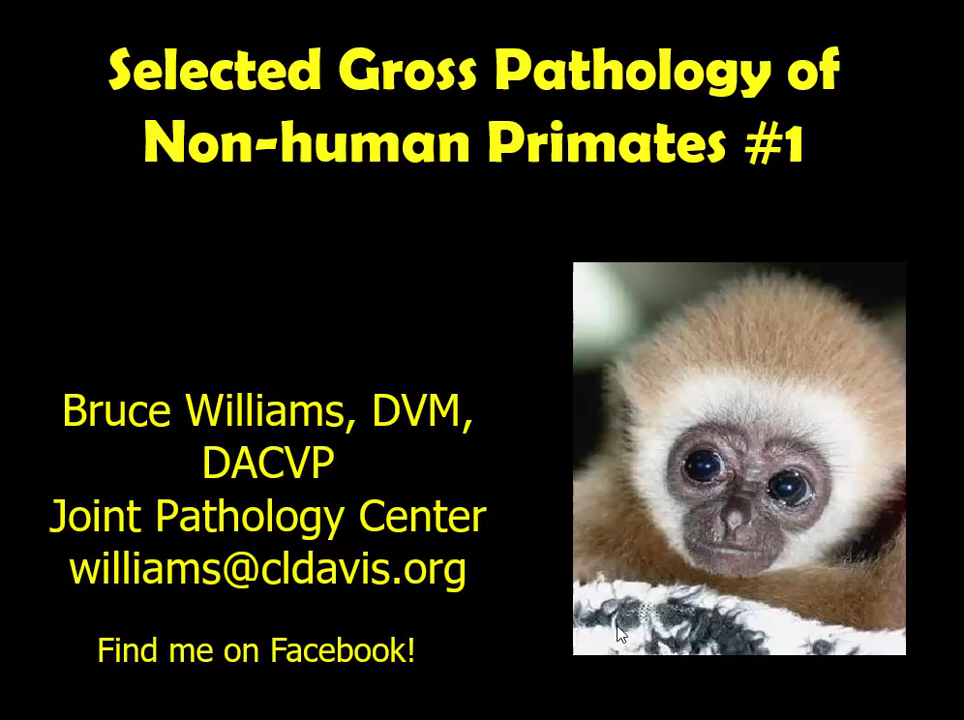 Selected Gross Pathology of
Non-human Primates #1
Bruce Williams, DVM,
DACVP
Joint Pathology Center
williams@cldavis.org
Find me on Facebook!